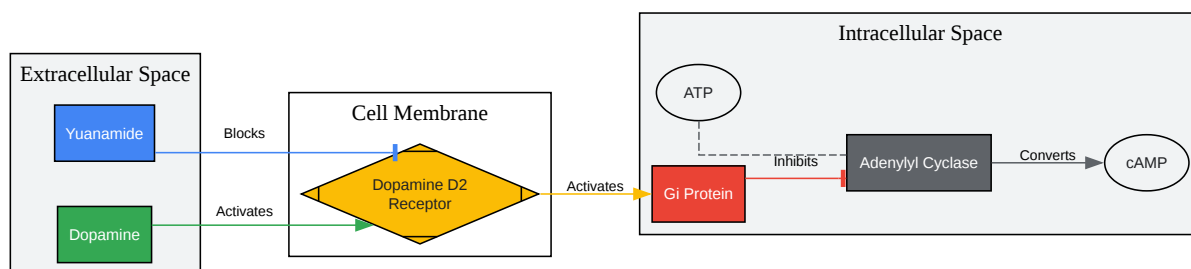 Extracellular Space
Yuanamide
Blocks
Dopamine
Activates
Cell Membrane
Dopamine D2
Receptor
Activates
Intracellular Space
ATP
Gi Protein
Inhibits
Adenylyl Cyclase
Converts
cAMP